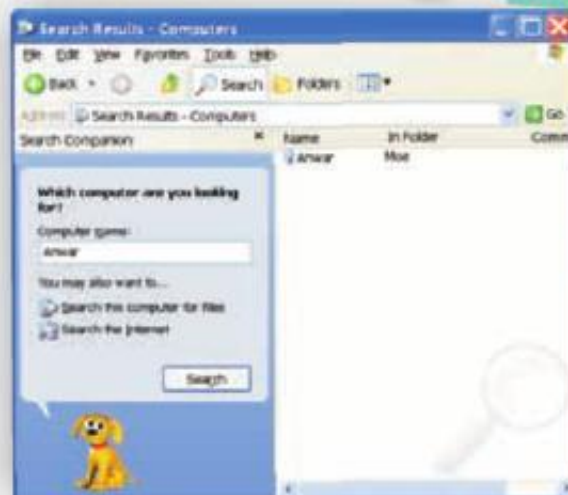 Search Results - Computers
File Edit View Favorites Tools Help
Back Search Folders
Address Search Results - Computers Go
Search Companion
Name In Folder Comm
Anwar Moe
Which computer are you looking
for?
Computer name:
Anwar
You may also want to...
Search this computer for files
Search the Internet
Search